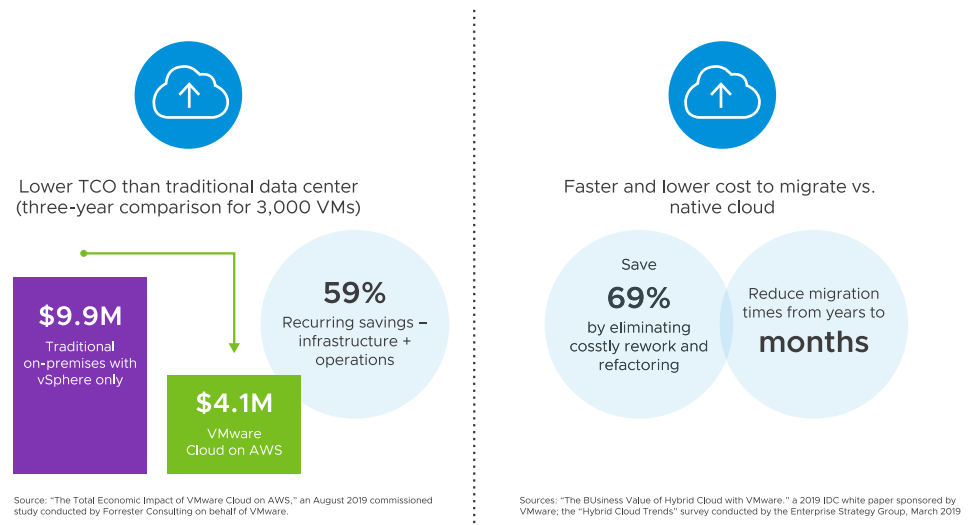 Lower TCO than traditional data center
(three-year comparison for 3,000 VMs)
$9.9M
Traditional
on-premises with
vSphere only
$4.1M
VMware
Cloud on AWS
59%
Recurring savings –
infrastructure +
operations
Source: “The Total Economic Impact of VMware Cloud on AWS,” an August 2019 commissioned
study conducted by Forrester Consulting on behalf of VMware.
Faster and lower cost to migrate vs.
native cloud
Save
69%
by eliminating
cosstly rework and
refactoring
Reduce migration
times from years to
months
Sources: “The BUsiness Value of Hybrid Cloud with VMware.” a 2019 IDC white paper sponsored by
VMware; the “Hybrid Cloud Trends” survey conducted by the Enterprise Strategy Group, March 2019